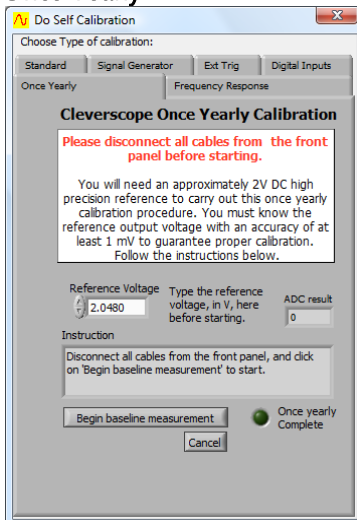 Once Yearly
Do Self Calibration
Choose Type of calibration:
Standard
Signal Generator
Ext Trig
Digital Inputs
Once Yearly
Frequency Response
Cleverscope Once Yearly Calibration
Please disconnect all cables from the front
panel before starting.
You will need an approximately 2V DC high
precision reference to carry out this once yearly
calibration procedure. You must know the
reference output voltage with an accuracy of at
least 1 mV to guarantee proper calibration.
Follow the instructions below.
Reference Voltage
2.0480
Type the reference
voltage, in V, here
before starting.
ADC result
0
Instruction
Disconnect all cables from the front panel, and click
on 'Begin baseline measurement' to start.
Begin baseline measurement
Once yearly
Complete
Cancel